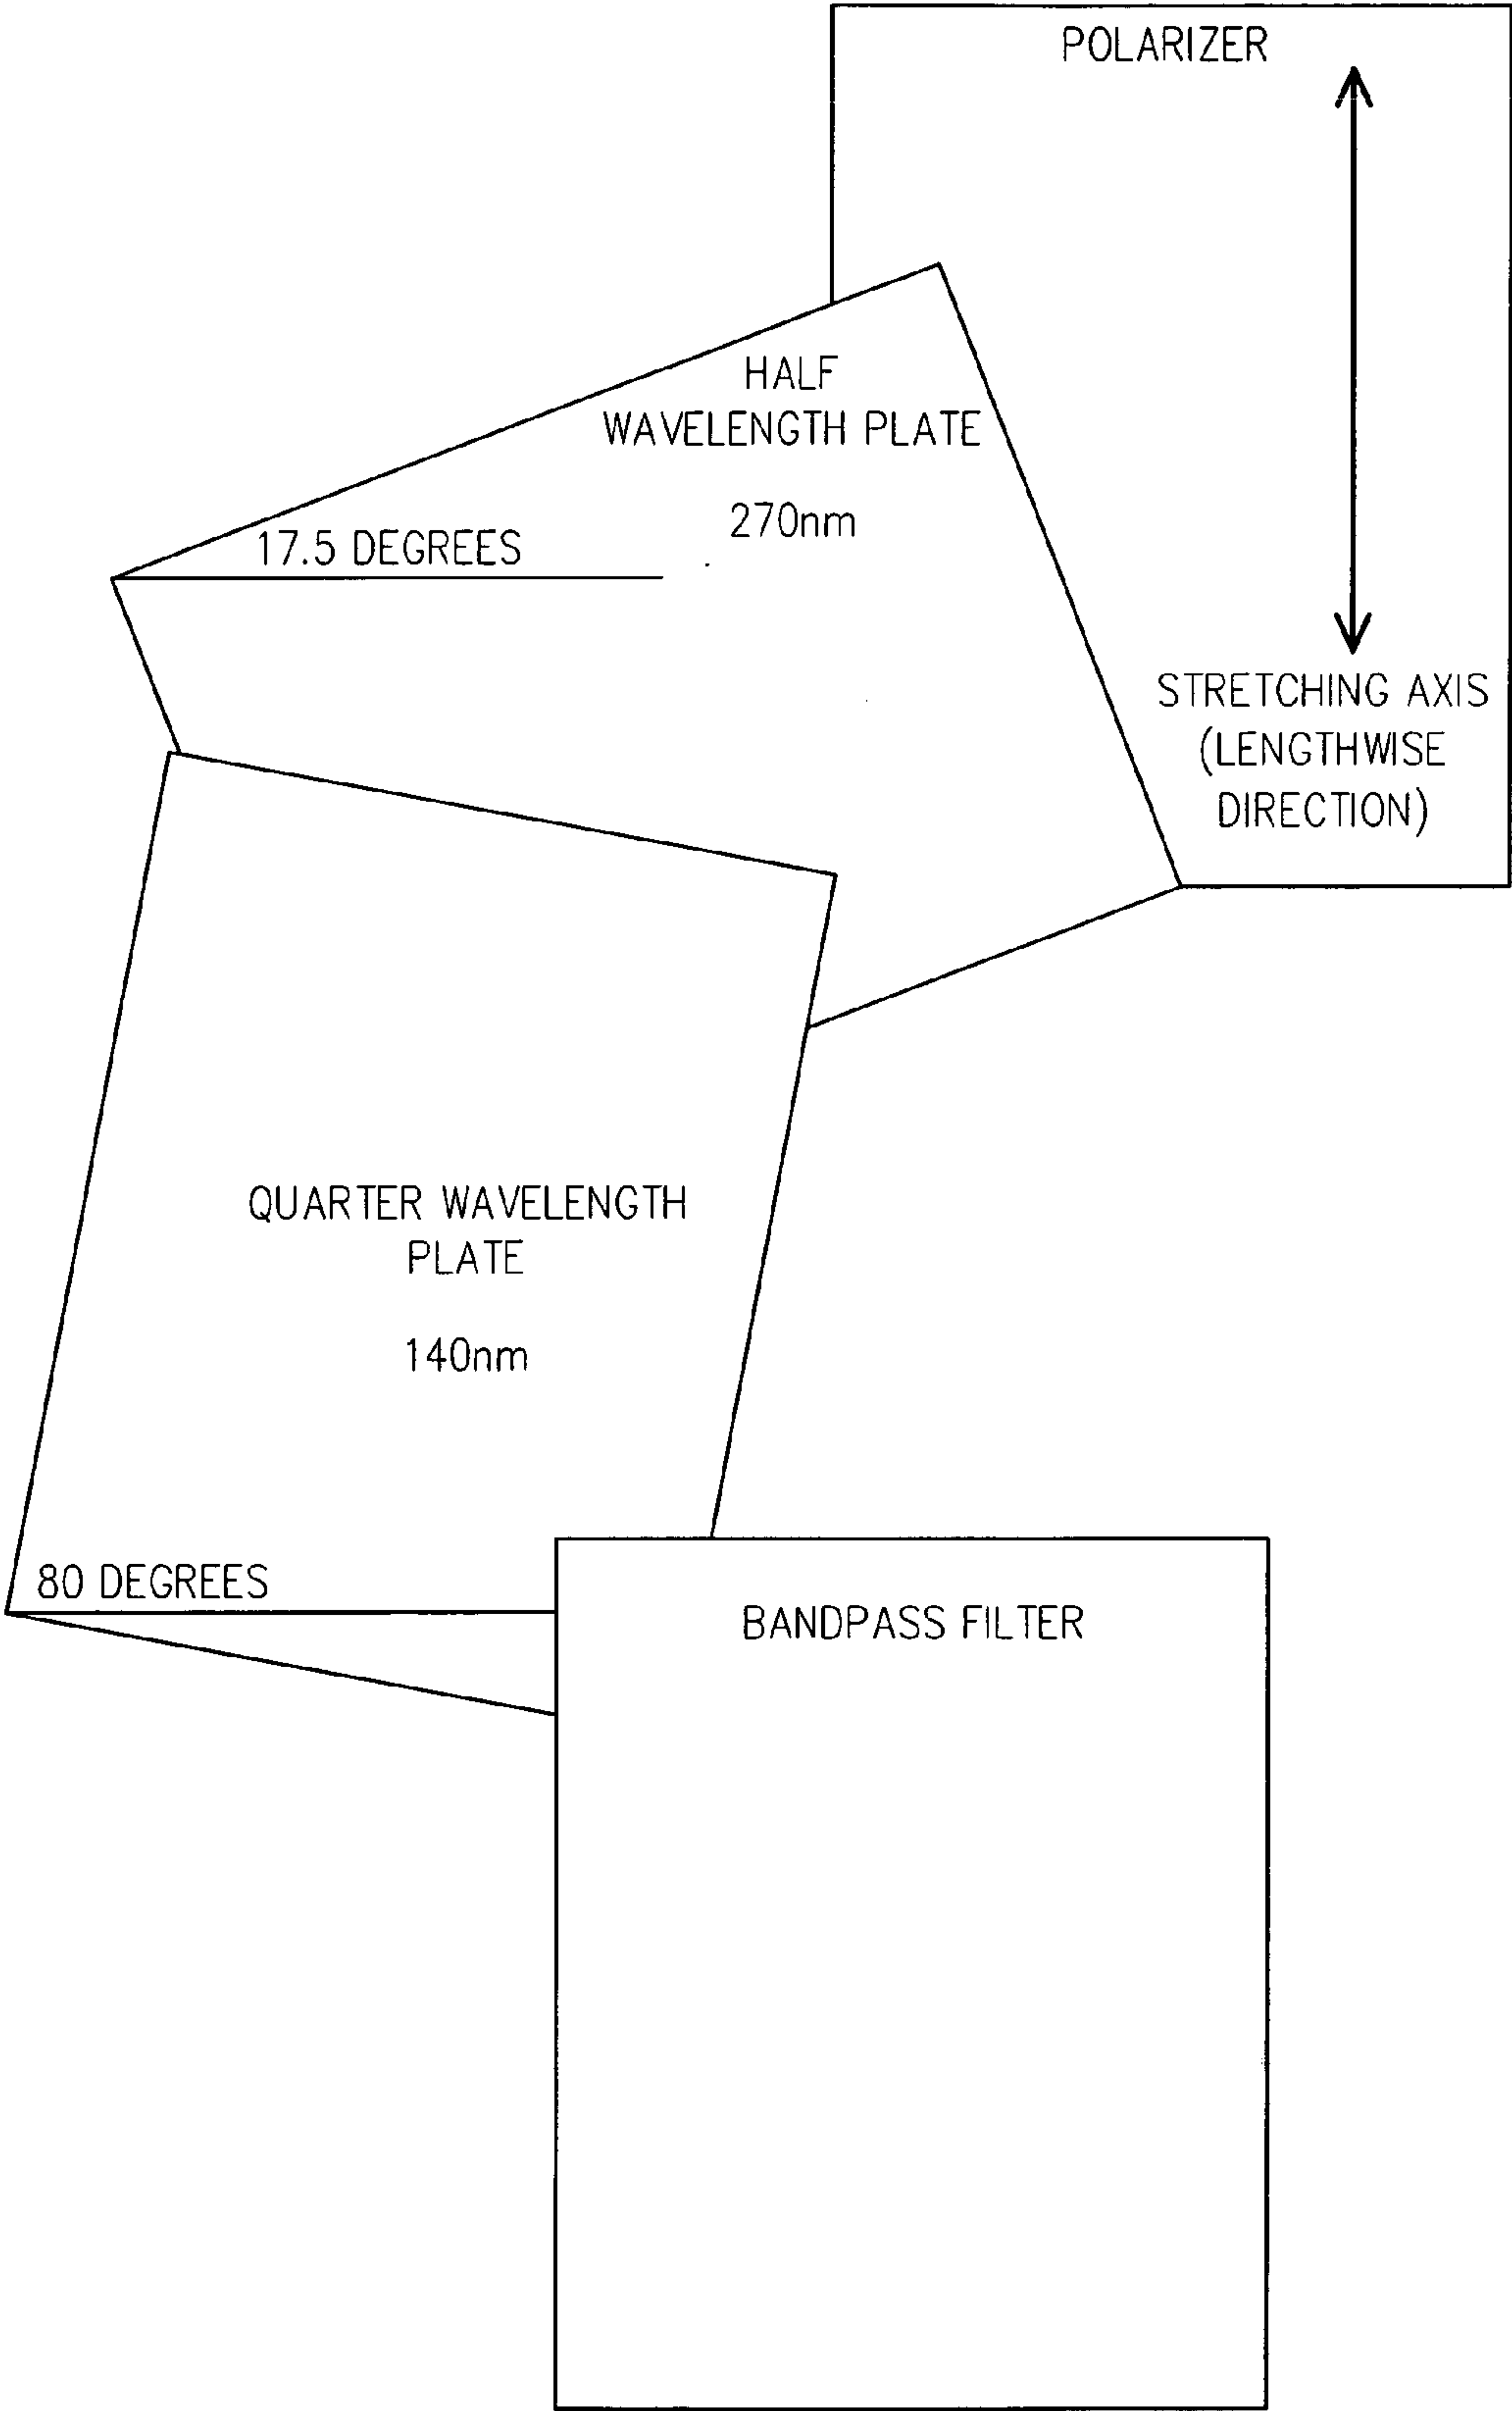 POLARIZER
HALF
WAVELENGTH PLATE
270nm
17.5 DEGREES
STRETCHING AXIS
(LENGTHWISE
DIRECTION)
QUARTER WAVELENGTH
PLATE
140nm
80 DEGREES
BANDPASS FILTER